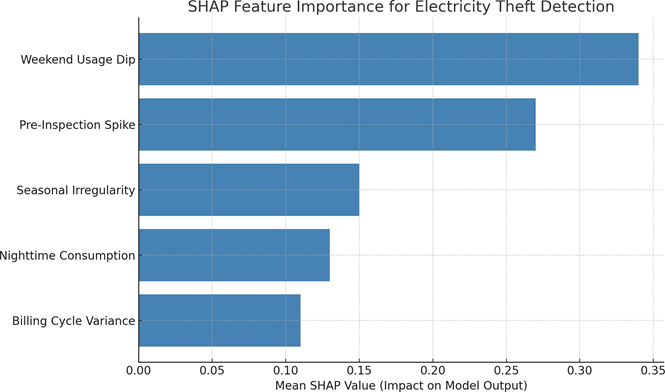 SHAP Feature Importance for Electricity Theft Detection
Weekend Usage Dip
Pre-Inspection Spike
Seasonal Irregularity
Nighttime Consumption
Billing Cycle Variance
0.00 0.05 0.10 0.15 0.20 0.25 0.30 0.35
Mean SHAP Value (Impact on Model Output)